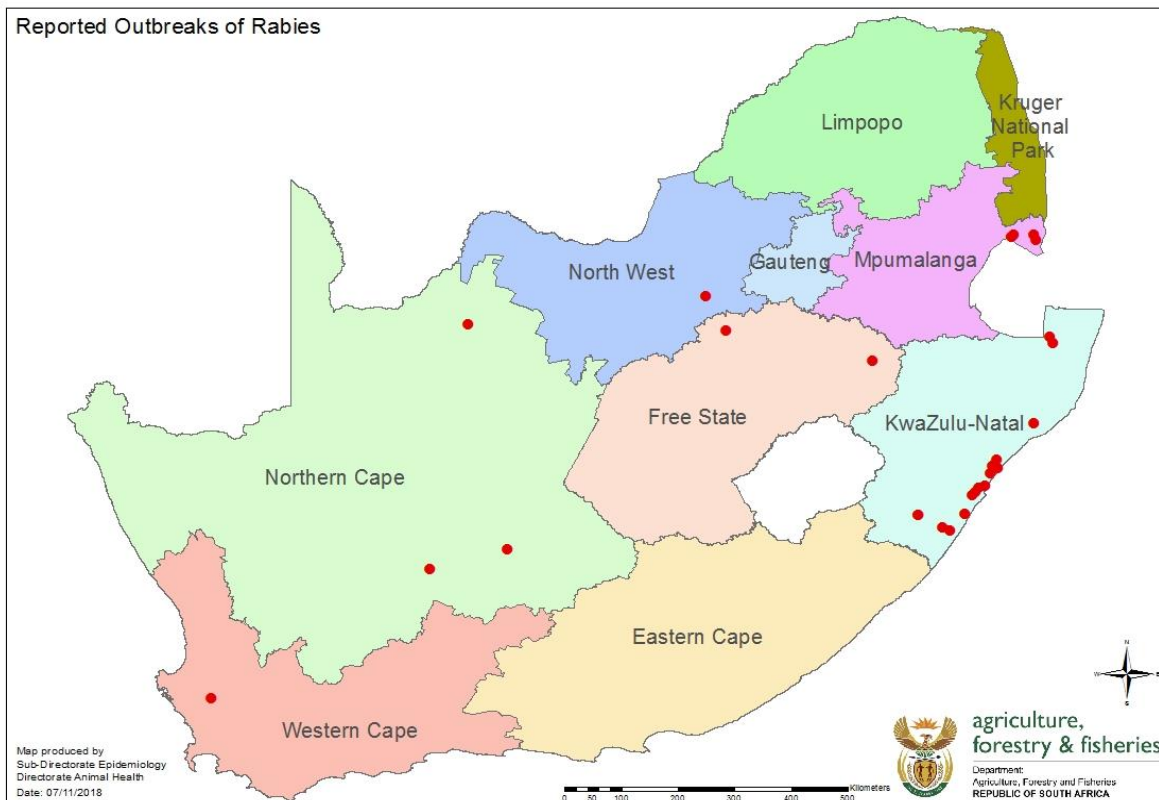 Reported Outbreaks of Rabies
Limpopo
Kruger
National
Park
North West
Gauteng
Mpumalanga
Free State
KwaZulu-Natal
Northern Cape
Eastern Cape
Western Cape
N
W
E
S
Map produced by
Sub-Directorate Epidemiology
Directorate Animal Health
Date: 07/11/2018
Kilometers
0 50 100 200 300 400 500
agriculture,
forestry & fisheries
Department:
Agriculture, Forestry and Fisheries
REPUBLIC OF SOUTH AFRICA